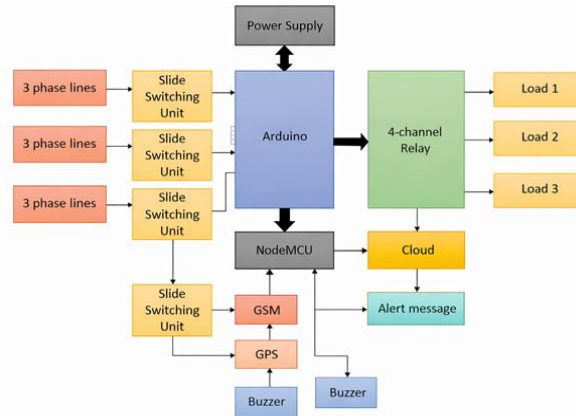 Power Supply
3 phase lines
Slide
Switching
Unit
Arduino
4-channel
Relay
Load 1
3 phase lines
Slide
Switching
Unit
Load 2
3 phase lines
Slide
Switching
Unit
Load 3
NodeMCU
Cloud
Slide
Switching
Unit
GSM
Alert message
GPS
Buzzer
Buzzer